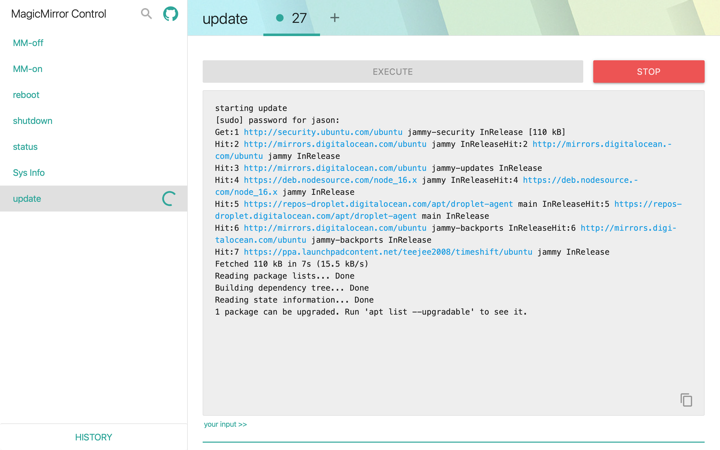 MagicMirror Control
MM-off
MM-on
reboot
shutdown
status
Sys Info
update
HISTORY
update
27
+
EXECUTE
STOP
starting update
[sudo] password for jason:
Get:1 http://security.ubuntu.com/ubuntu jammy-security InRelease [110 kB]
Hit:2 http://mirrors.digitalocean.com/ubuntu jammy InReleaseHit:2 http://mirrors.digitalocean.-
com/ubuntu jammy InRelease
Hit:3 http://mirrors.digitalocean.com/ubuntu jammy-updates InRelease
Hit:4 https://deb.nodesource.com/node_16.x jammy InReleaseHit:4 https://deb.nodesource.-
com/node_16.x jammy InRelease
Hit:5 https://repos-droplet.digitalocean.com/apt/droplet-agent main InReleaseHit:5 https://repos-
droplet.digitalocean.com/apt/droplet-agent main InRelease
Hit:6 http://mirrors.digitalocean.com/ubuntu jammy-backports InReleaseHit:6 http://mirrors.digi-
talocean.com/ubuntu jammy-backports InRelease
Hit:7 https://ppa.launchpadcontent.net/teejee2008/timeshift/ubuntu jammy InRelease
Fetched 110 kB in 7s (15.5 kB/s)
Reading package lists... Done
Building dependency tree... Done
Reading state information... Done
1 package can be upgraded. Run 'apt list --upgradable' to see it.
your input >>